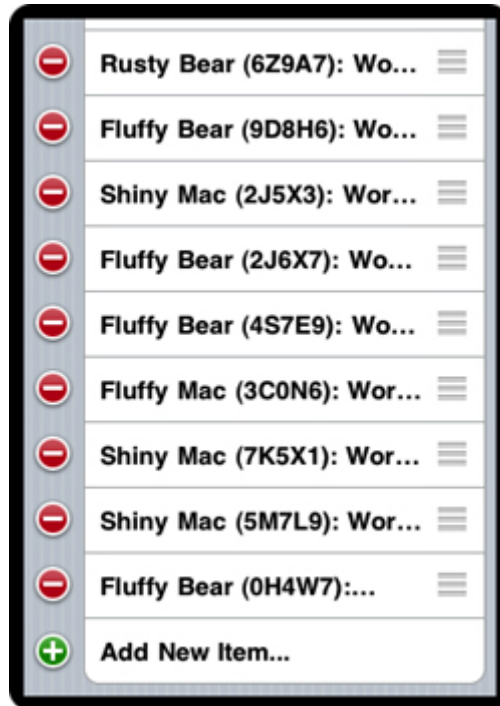 Rusty Bear (6Z9A7): Wo...
Fluffy Bear (9D8H6): Wo...
Shiny Mac (2J5X3): Wor...
Fluffy Bear (2J6X7): Wo...
Fluffy Bear (4S7E9): Wo...
Fluffy Mac (3C0N6): Wor...
Shiny Mac (7K5X1): Wor...
Shiny Mac (5M7L9): Wor...
Fluffy Bear (0H4W7):...
Add New Item...